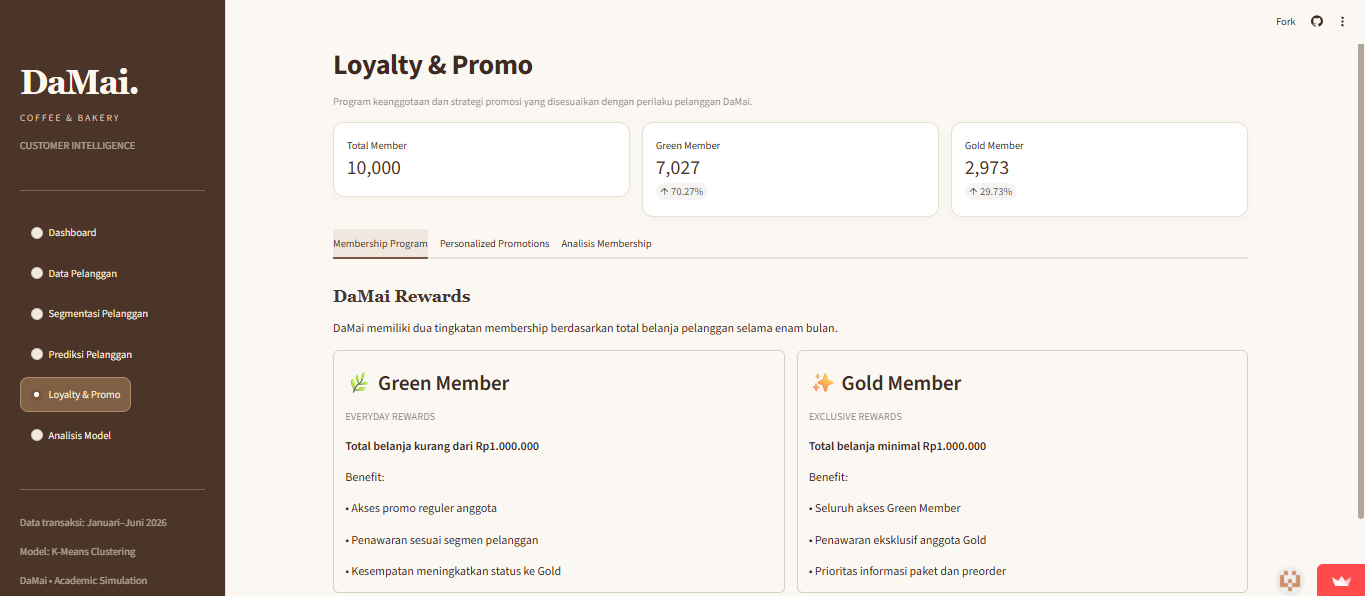 Fork
DaMai.
COFFEE & BAKERY
CUSTOMER INTELLIGENCE
Dashboard
Data Pelanggan
Segmentasi Pelanggan
Prediksi Pelanggan
Loyalty & Promo
Analisis Model
Data transaksi: Januari–Juni 2026
Model: K-Means Clustering
DaMai • Academic Simulation
Loyalty & Promo
Program keanggotaan dan strategi promosi yang disesuaikan dengan perilaku pelanggan DaMai.
Total Member
10,000
Green Member
7,027
↑ 70.27%
Gold Member
2,973
↑ 29.73%
Membership Program Personalized Promotions Analisis Membership
DaMai Rewards
DaMai memiliki dua tingkatan membership berdasarkan total belanja pelanggan selama enam bulan.
Green Member
EVERYDAY REWARDS
Total belanja kurang dari Rp1.000.000
Benefit:
• Akses promo reguler anggota
• Penawaran sesuai segmen pelanggan
• Kesempatan meningkatkan status ke Gold
Gold Member
EXCLUSIVE REWARDS
Total belanja minimal Rp1.000.000
Benefit:
• Seluruh akses Green Member
• Penawaran eksklusif anggota Gold
• Prioritas informasi paket dan preorder